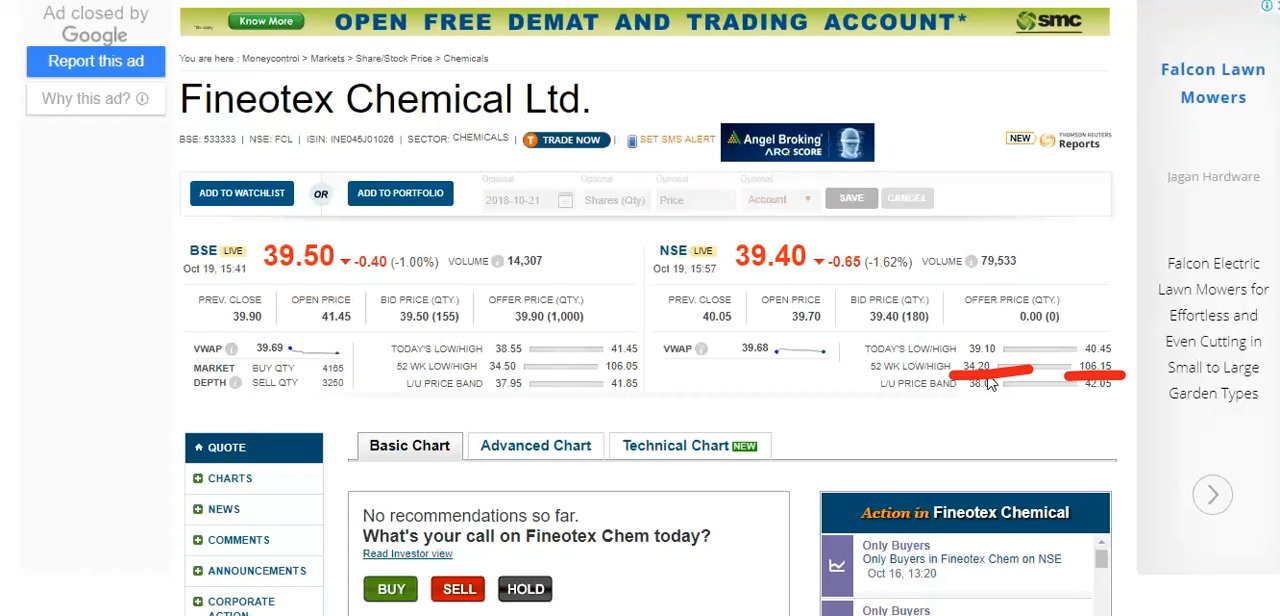 Ad closed by
Google
Report this ad
Why this ad?
Know More
OPEN FREE DEMAT AND TRADING ACCOUNT*
smc
You are here : Moneycontrol > Markets > Share/Stock Price > Chemicals
Fineotex Chemical Ltd.
BSE: 533333 | NSE: FCL | ISIN: INE045J01026 | SECTOR: CHEMICALS |
TRADE NOW
SET SMS ALERT
Angel Broking
ARQ SCORE
NEW
THOMSON REUTERS
Reports
ADD TO WATCHLIST
OR
ADD TO PORTFOLIO
Optional
2018-10-21
Optional
Shares (Qty)
Optional
Price
Optional
Account
SAVE
CANCEL
BSE LIVE
Oct 19, 15:41
39.50
-0.40 (-1.00%)
VOLUME 14,307
PREV. CLOSE OPEN PRICE BID PRICE (QTY.) OFFER PRICE (QTY.)
39.90 41.45 39.50 (155) 39.90 (1,000)
VWAP 39.69
MARKET BUY QTY 4165
DEPTH SELL QTY 3250
TODAY'S LOW/HIGH 38.55 41.45
52 WK LOW/HIGH 34.50 106.05
L/U PRICE BAND 37.95 41.85
NSE LIVE
Oct 19, 15:57
39.40
-0.65 (-1.62%)
VOLUME 79,533
PREV. CLOSE OPEN PRICE BID PRICE (QTY.) OFFER PRICE (QTY.)
40.05 39.70 39.40 (180) 0.00 (0)
VWAP 39.68
TODAY'S LOW/HIGH 39.10 40.45
52 WK LOW/HIGH 34.20 106.15
L/U PRICE BAND 42.05
QUOTE
CHARTS
NEWS
COMMENTS
ANNOUNCEMENTS
CORPORATE
Basic Chart
Advanced Chart
Technical Chart NEW
No recommendations so far.
What's your call on Fineotex Chem today?
Read Investor view
BUY
SELL
HOLD
Action in Fineotex Chemical
Only Buyers
Only Buyers in Fineotex Chem on NSE
Oct 16, 13:20
Only Buyers
Falcon Lawn
Mowers
Jagan Hardware
Falcon Electric
Lawn Mowers for
Effortless and
Even Cutting in
Small to Large
Garden Types